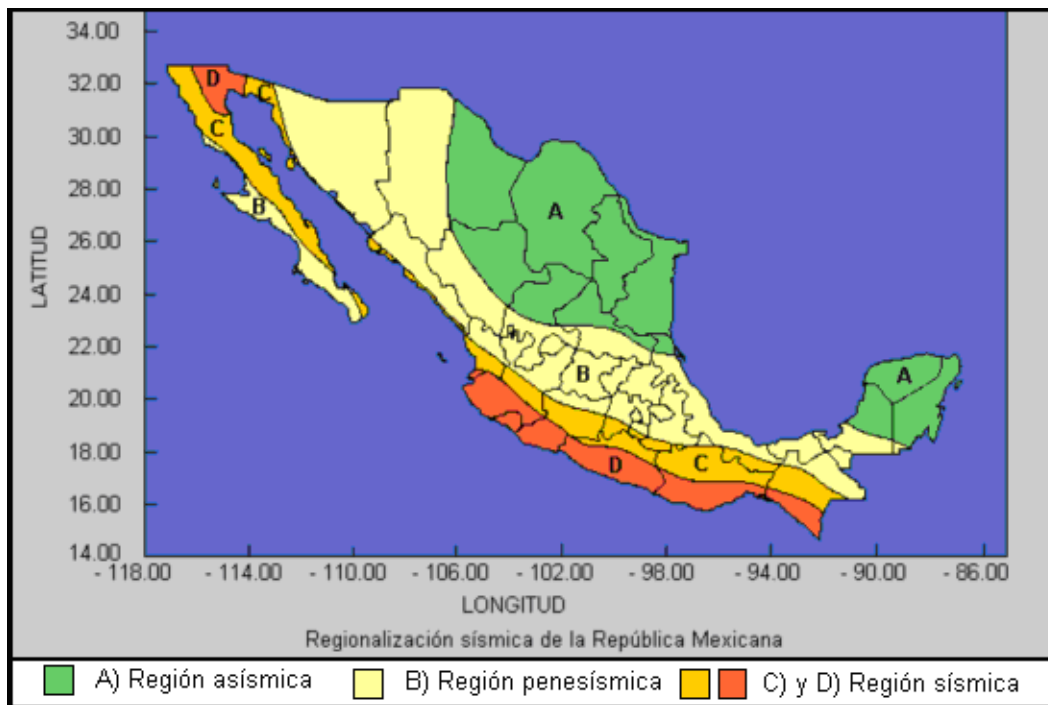 34.00
32.00
30.00
28.00
26.00
24.00
22.00
20.00
18.00
16.00
14.00
LATITUD
D
C
C
B
A
B
A
C
D
- 118.00 - 114.00 - 110.00 - 106.00 - 102.00 - 98.00 - 94.00 - 90.00 - 86.00
LONGITUD
Regionalización sísmica de la República Mexicana
A) Región asísmica B) Región penesísmica C) y D) Región sísmica